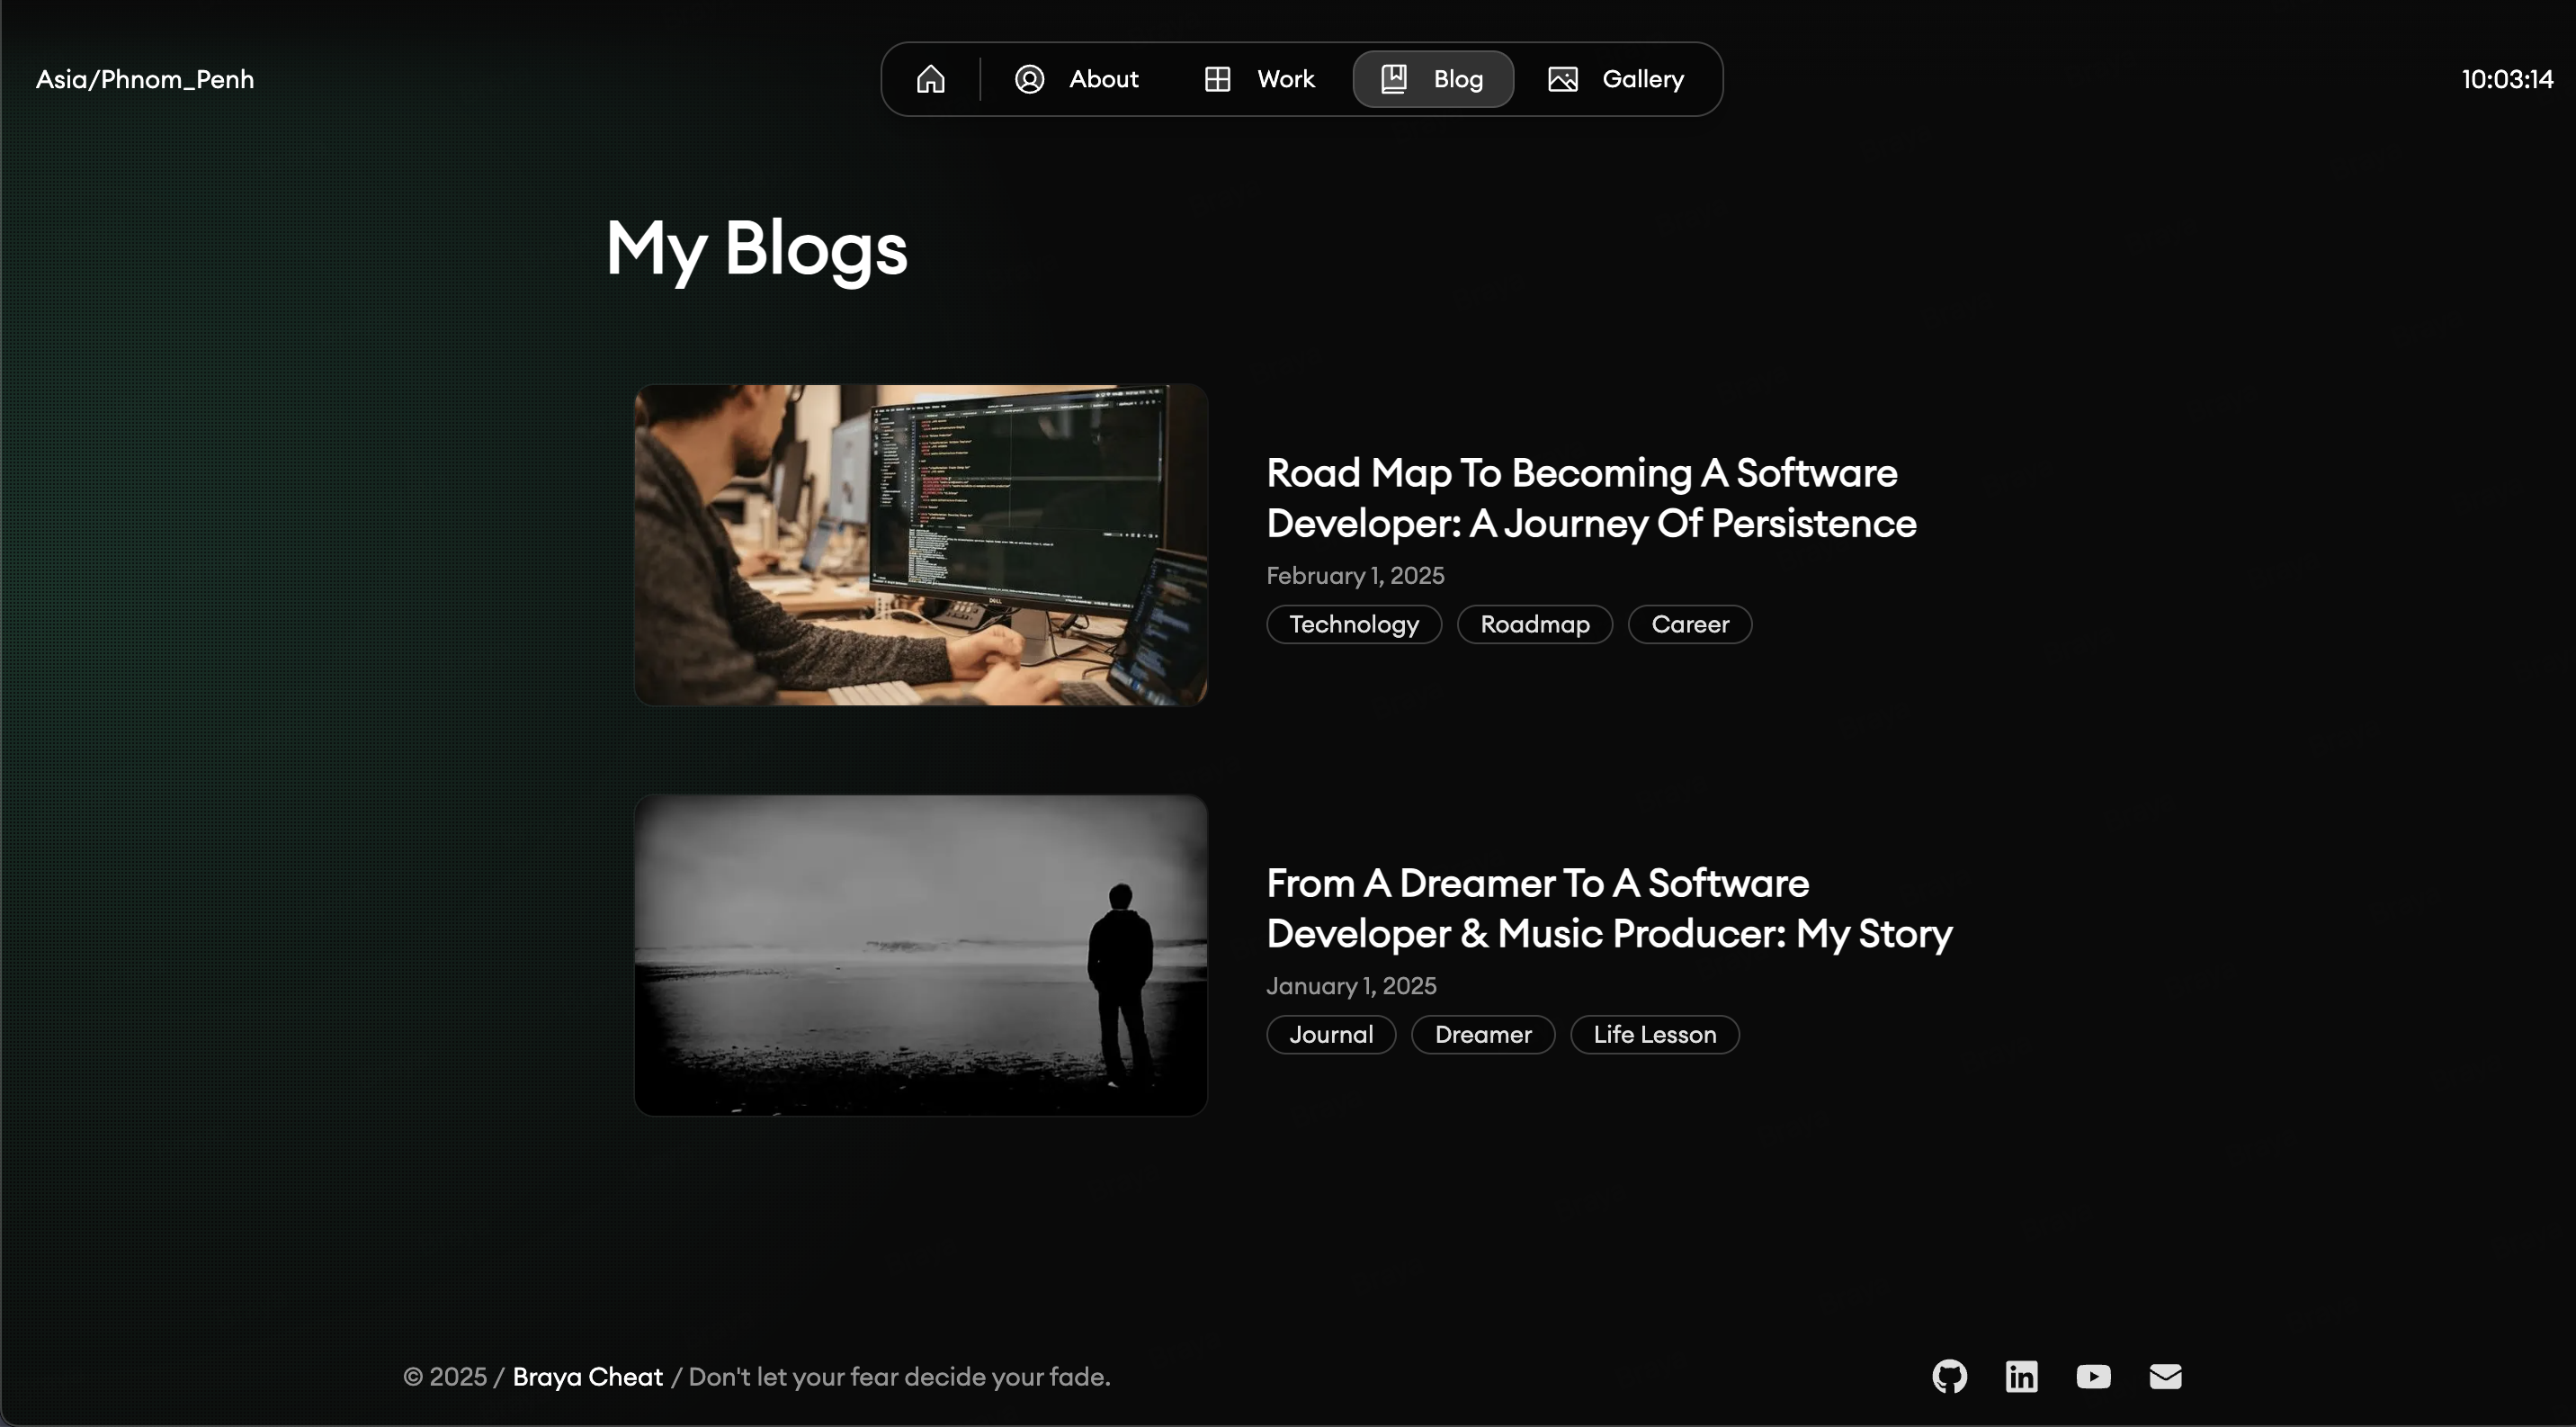 Asia/Phnom_Penh
About
Work
Blog
Gallery
10:03:14
My Blogs
Road Map To Becoming A Software
Developer: A Journey Of Persistence
February 1, 2025
Technology
Roadmap
Career
From A Dreamer To A Software
Developer & Music Producer: My Story
January 1, 2025
Journal
Dreamer
Life Lesson
© 2025 / Braya Cheat / Don't let your fear decide your fade.